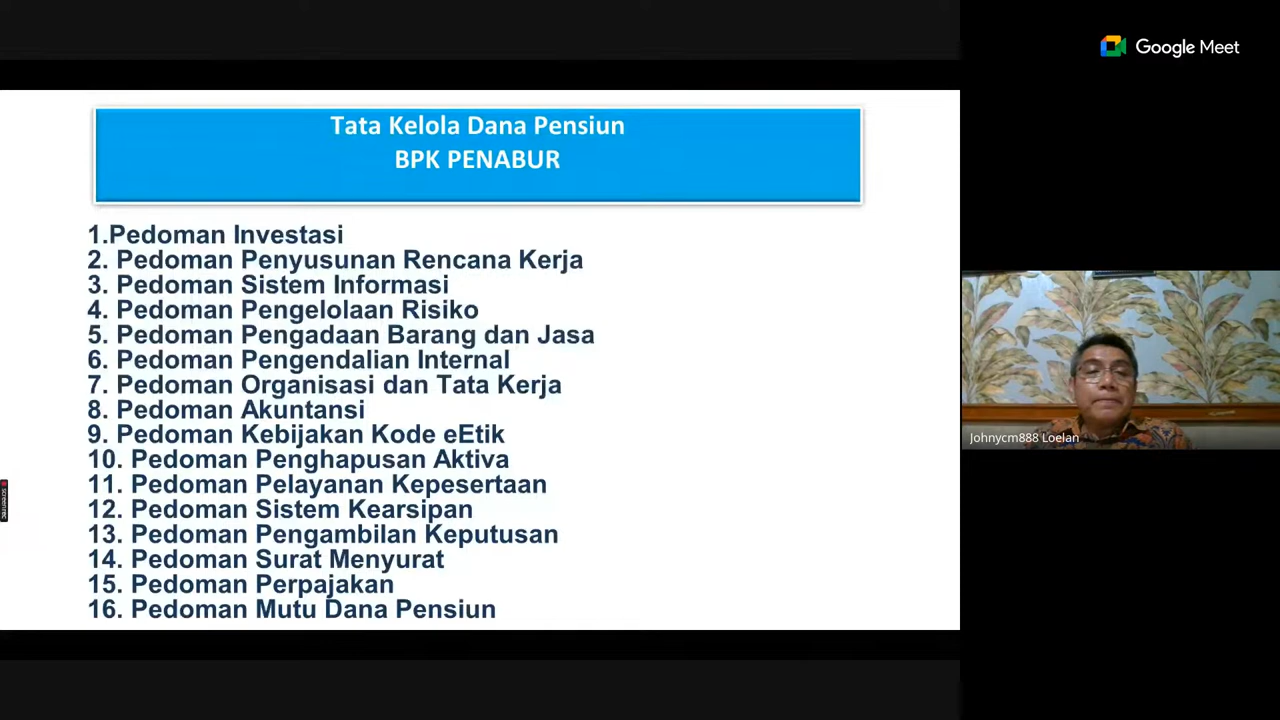 Google Meet
Tata Kelola Dana Pensiun
BPK PENABUR
1.Pedoman Investasi
2. Pedoman Penyusunan Rencana Kerja
3. Pedoman Sistem Informasi
4. Pedoman Pengelolaan Risiko
5. Pedoman Pengadaan Barang dan Jasa
6. Pedoman Pengendalian Internal
7. Pedoman Organisasi dan Tata Kerja
8. Pedoman Akuntansi
9. Pedoman Kebijakan Kode eEtik
10. Pedoman Penghapusan Aktiva
11. Pedoman Pelayanan Kepesertaan
12. Pedoman Sistem Kearsipan
13. Pedoman Pengambilan Keputusan
14. Pedoman Surat Menyurat
15. Pedoman Perpajakan
16. Pedoman Mutu Dana Pensiun
Johnycm888 Loelan